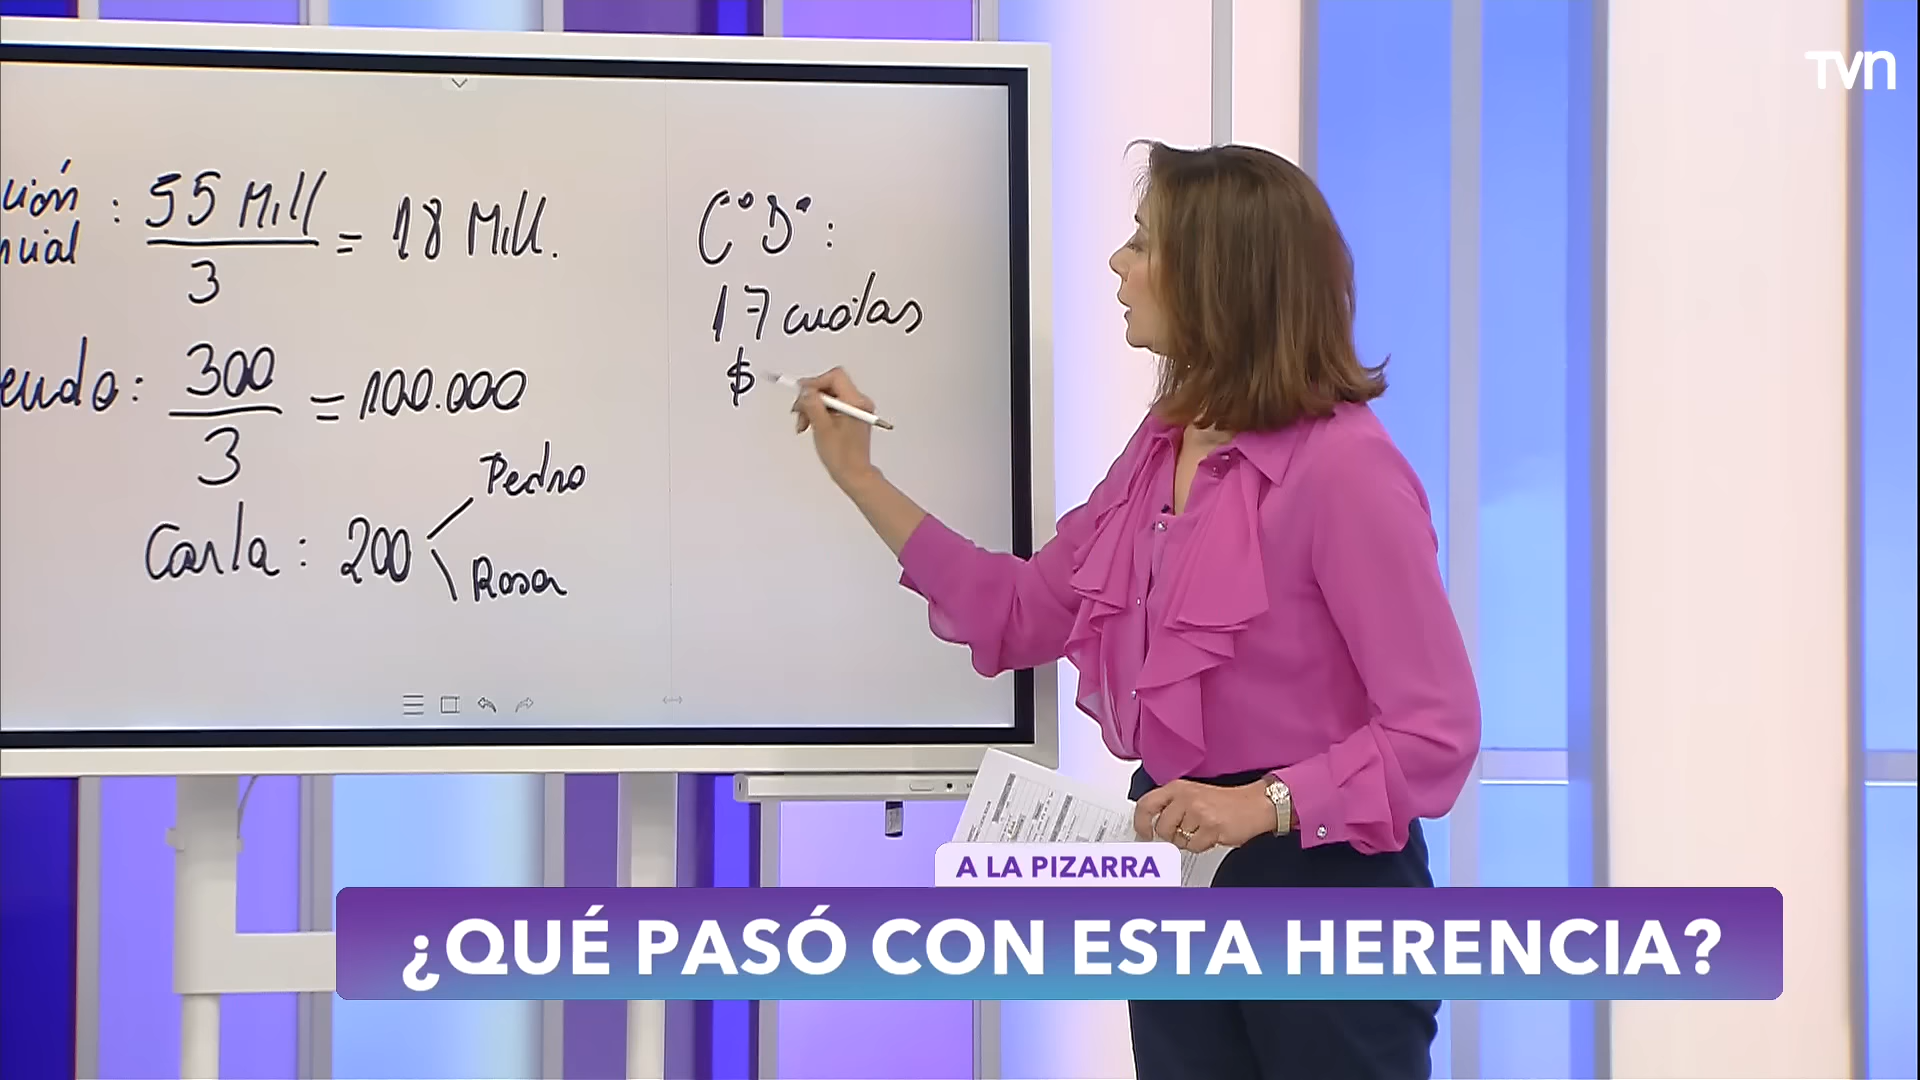 TVN
ución : 55 Mill = 18 Mill.
nual 3
endo : 300 = 100.000
3
Carla : 200
Pedro
Rosa
C° D° :
17 cuotas
$
A LA PIZARRA
¿QUÉ PASÓ CON ESTA HERENCIA?